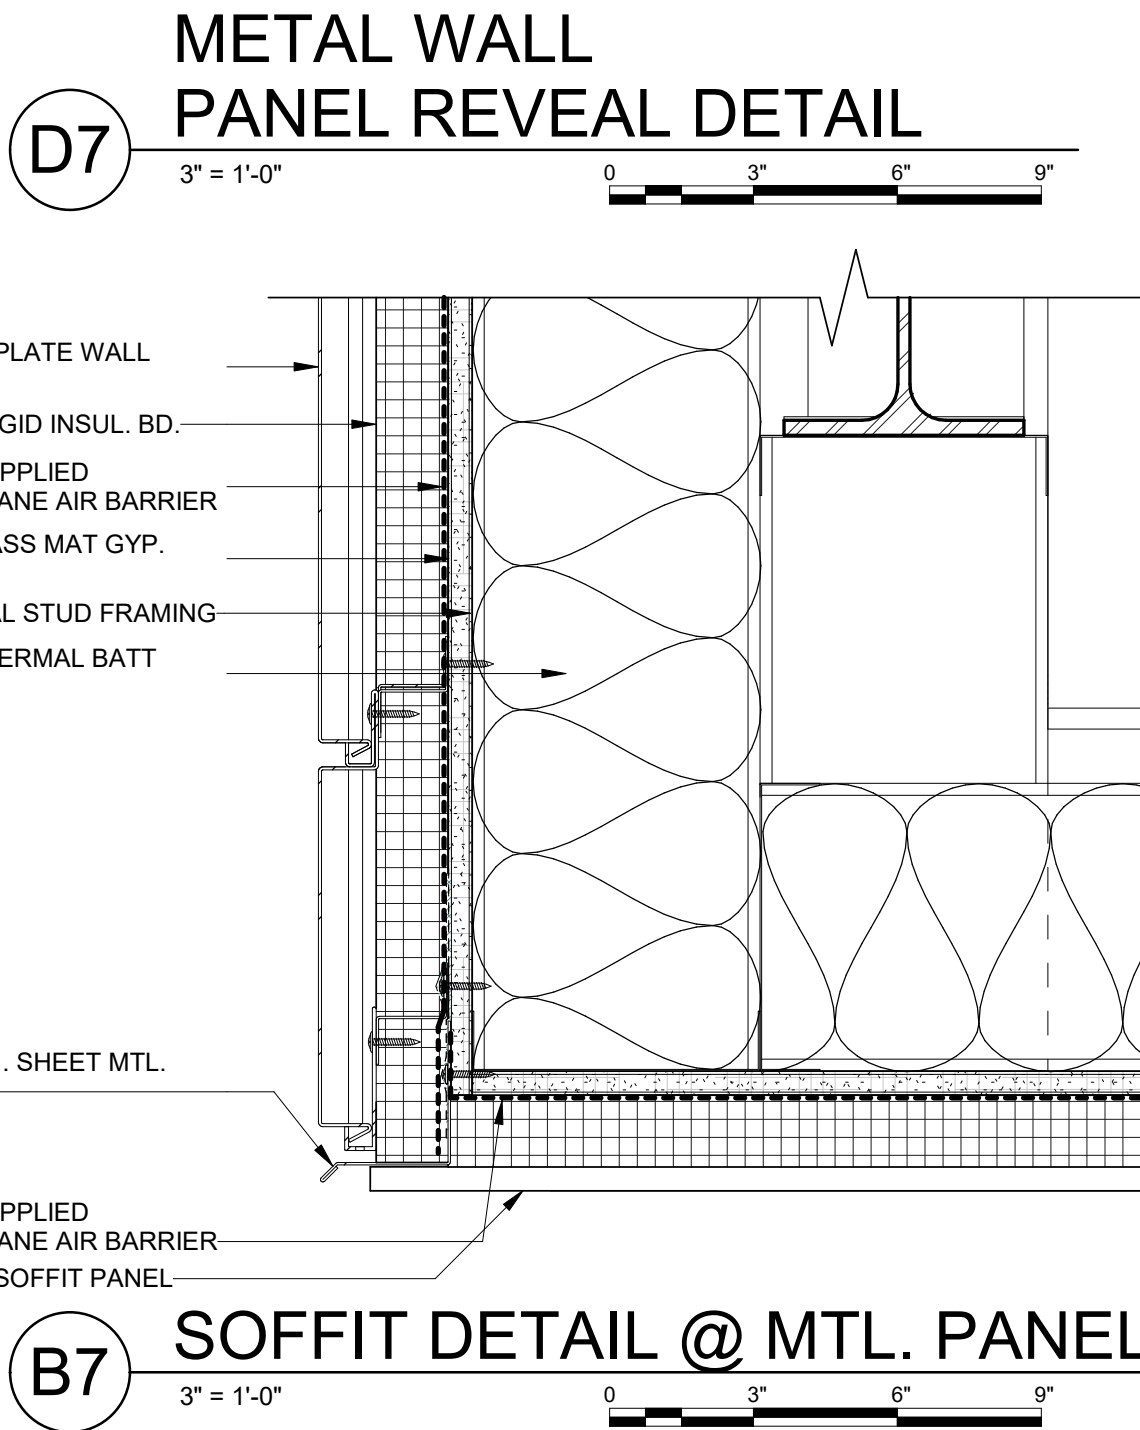 METAL WALL
PANEL REVEAL DETAIL
D7
3" = 1'-0"
0 3" 6" 9"
PLATE WALL
GID INSUL. BD.
PPLIED
ANE AIR BARRIER
ASS MAT GYP.
AL STUD FRAMING
ERMAL BATT
. SHEET MTL.
PPLIED
ANE AIR BARRIER
SOFFIT PANEL
SOFFIT DETAIL @ MTL. PANEL
B7
3" = 1'-0"
0 3" 6" 9"